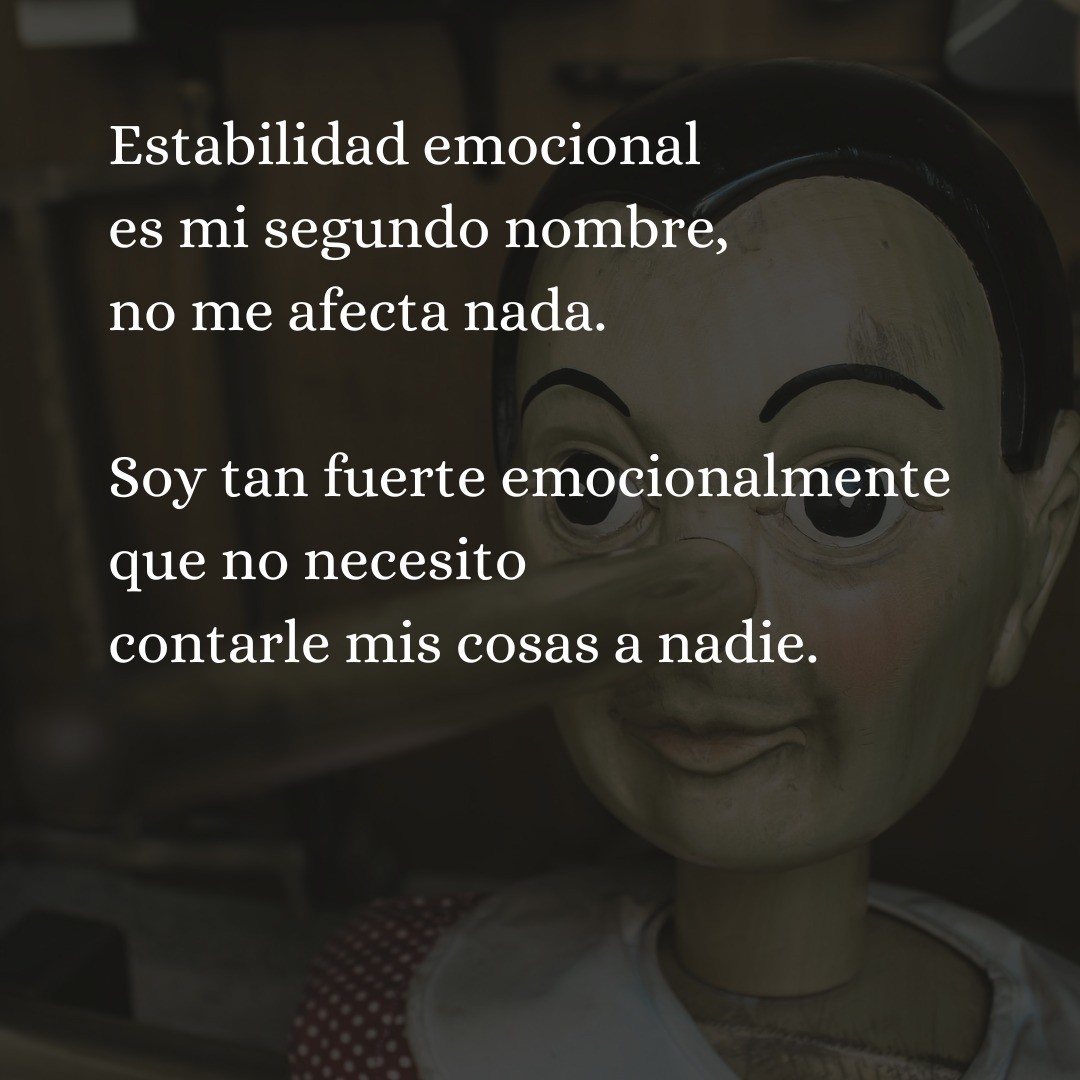 Estabilidad emocional
es mi segundo nombre,
no me afecta nada.
Soy tan fuerte emocionalmente
que no necesito
contarle mis cosas a nadie.